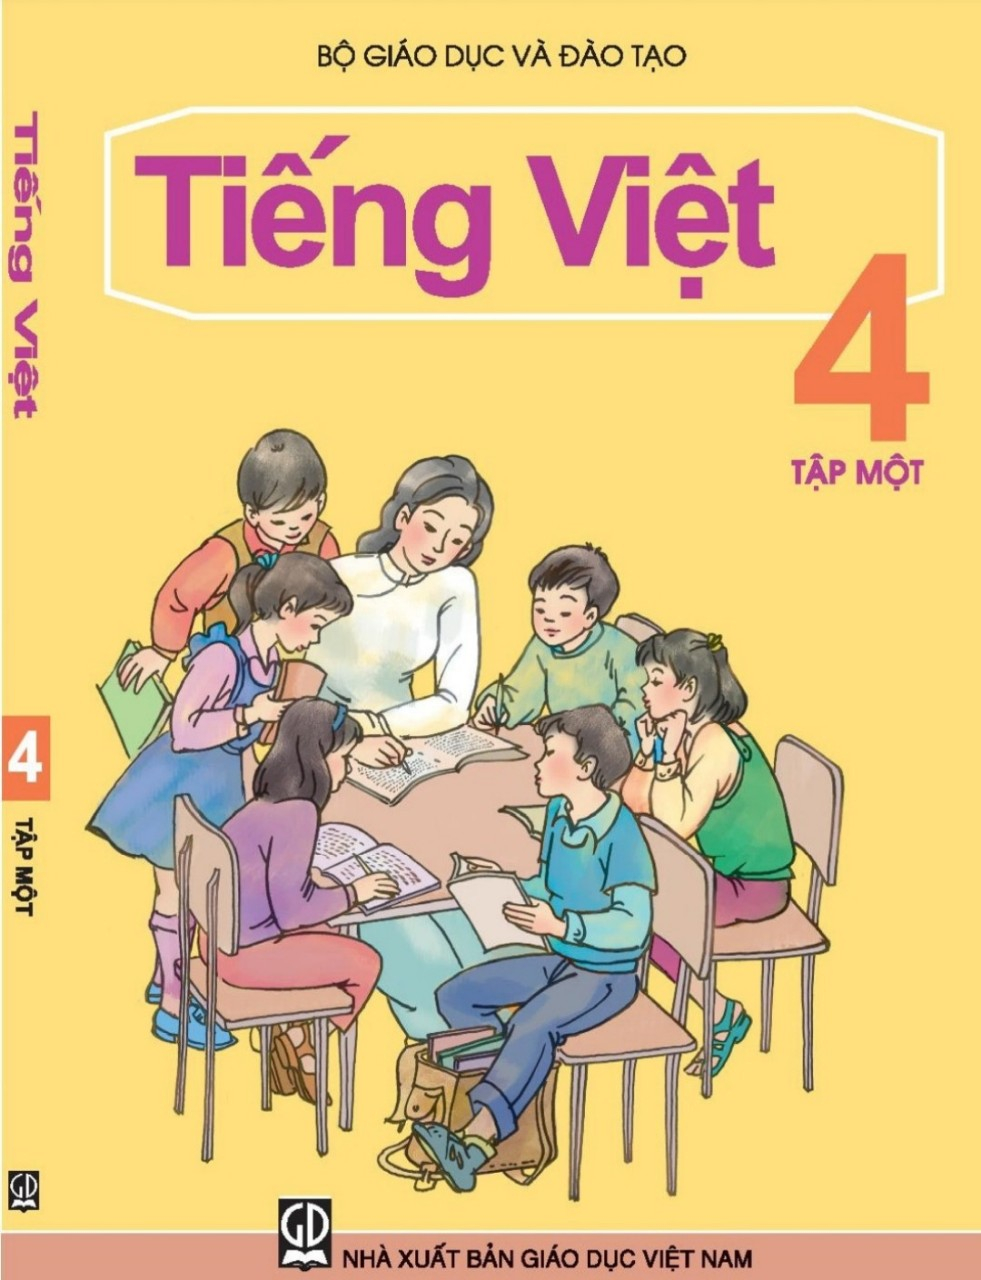 BỘ GIÁO DỤC VÀ ĐÀO TẠO
Tiếng Việt
4
TẬP MỘT
Tiếng Việt
4
TẬP MỘT
GD
GD
NHÀ XUẤT BẢN GIÁO DỤC VIỆT NAM